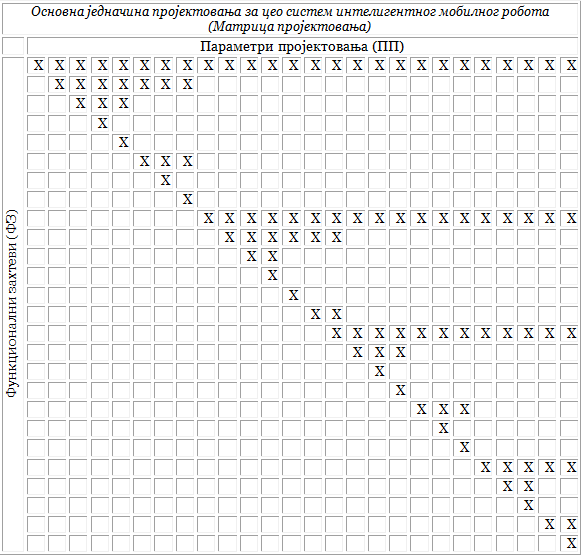 Основна једначина пројектовања за цео систем интелигентног мобилног робота
(Матрица пројектовања)
Параметри пројектовања (ПП)
Функционални захтеви (ФЗ)
X X X X X X X X X X X X X X X X X X X X X X X X X X
X X X X X X X
X X X
X
X
X X X
X
X
X X X X X X X X X X X X X X X X X X
X X X X X X
X X
X
X
X X
X X X X X X X X X X X X
X X X
X
X
X X X
X
X
X X X X X
X X
X
X X
X